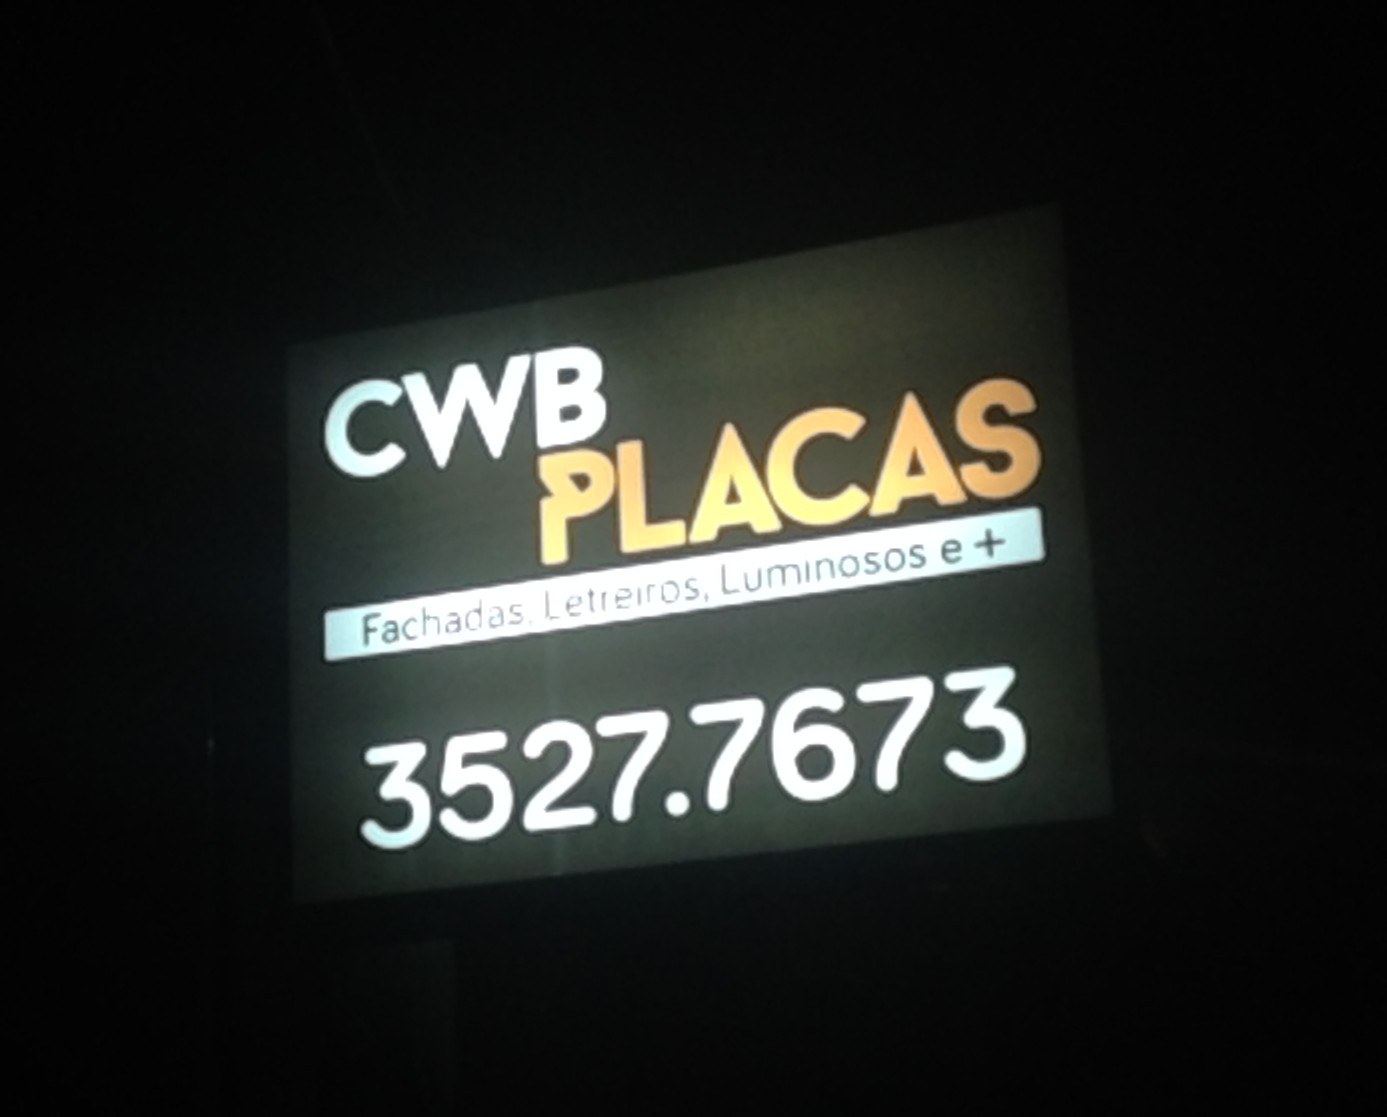 CWB
PLACAS
Fachadas, Letreiros, Luminosos e +
3527.7673